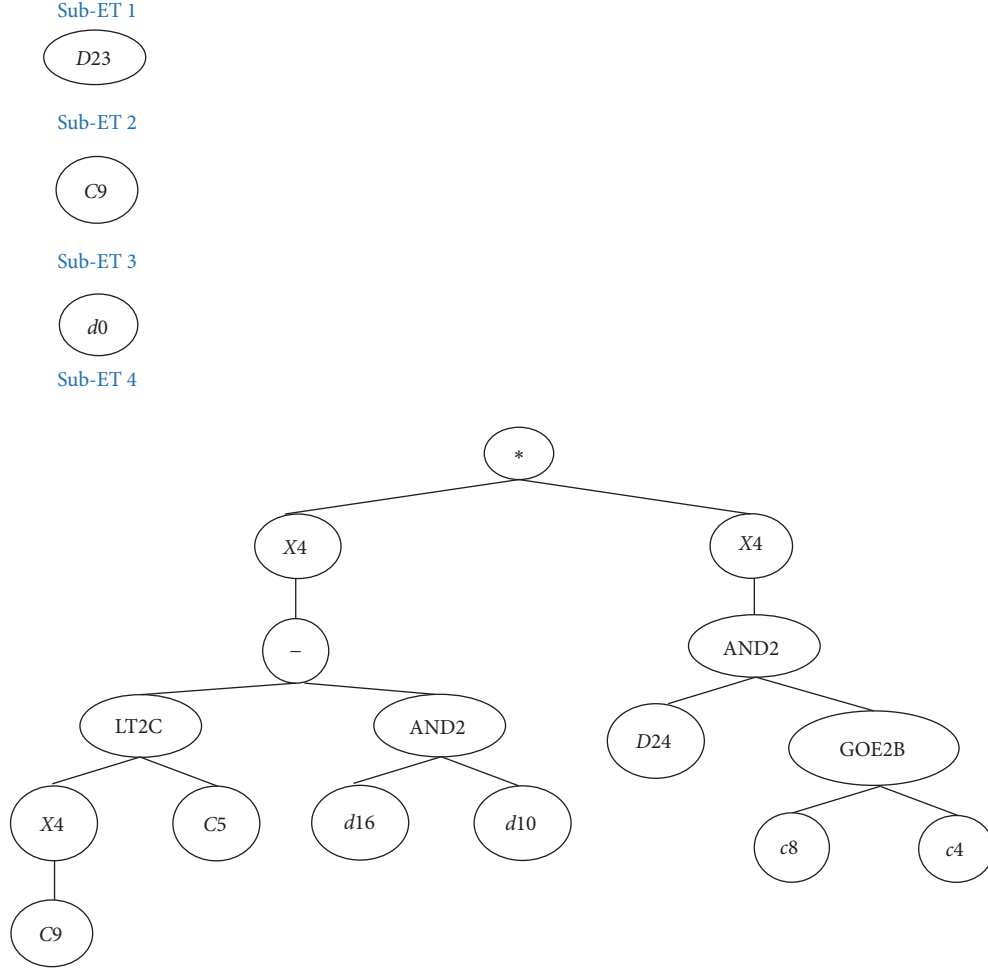 Sub-ET 1
D23
Sub-ET 2
C9
Sub-ET 3
d0
Sub-ET 4
*
X4
X4
–
AND2
LT2C
AND2
D24
GOE2B
X4
C5
d16
d10
c8
c4
C9